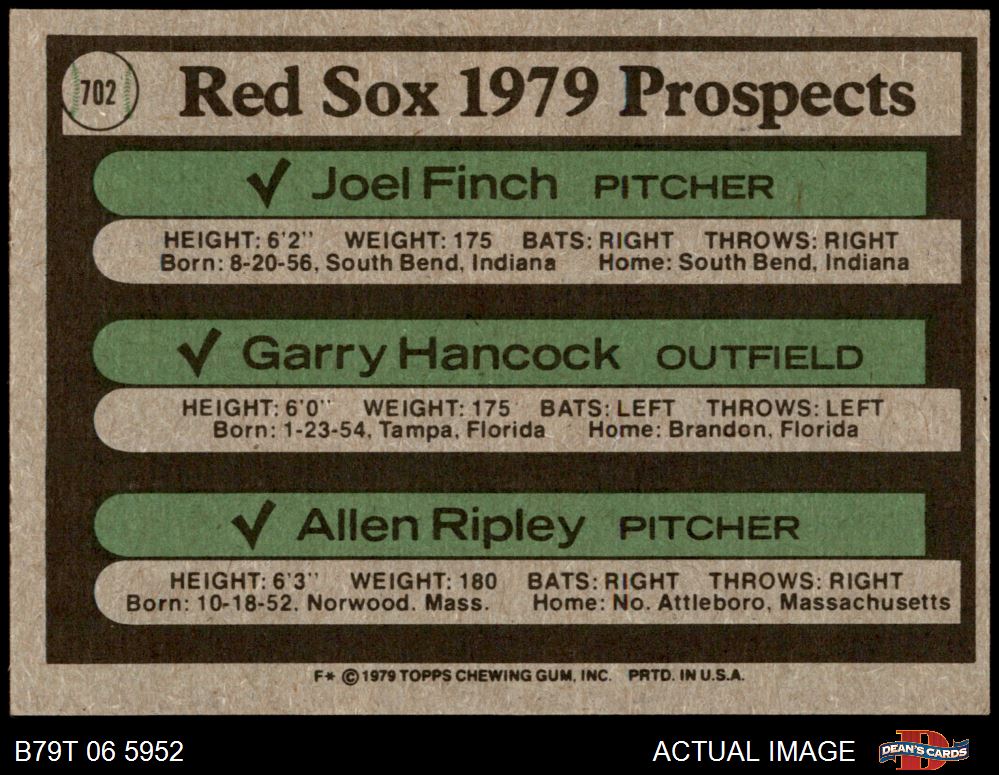 702
Red Sox 1979 Prospects
✓ Joel Finch PITCHER
HEIGHT: 6'2" WEIGHT: 175 BATS: RIGHT THROWS: RIGHT
Born: 8-20-56, South Bend, Indiana Home: South Bend, Indiana
✓ Garry Hancock OUTFIELD
HEIGHT: 6'0" WEIGHT: 175 BATS: LEFT THROWS: LEFT
Born: 1-23-54, Tampa, Florida Home: Brandon, Florida
✓ Allen Ripley PITCHER
HEIGHT: 6'3" WEIGHT: 180 BATS: RIGHT THROWS: RIGHT
Born: 10-18-52, Norwood, Mass. Home: No. Attleboro, Massachusetts
F* © 1979 TOPPS CHEWING GUM, INC. PRTD. IN U.S.A.
B79T 06 5952 ACTUAL IMAGE D DEAN'S CARDS